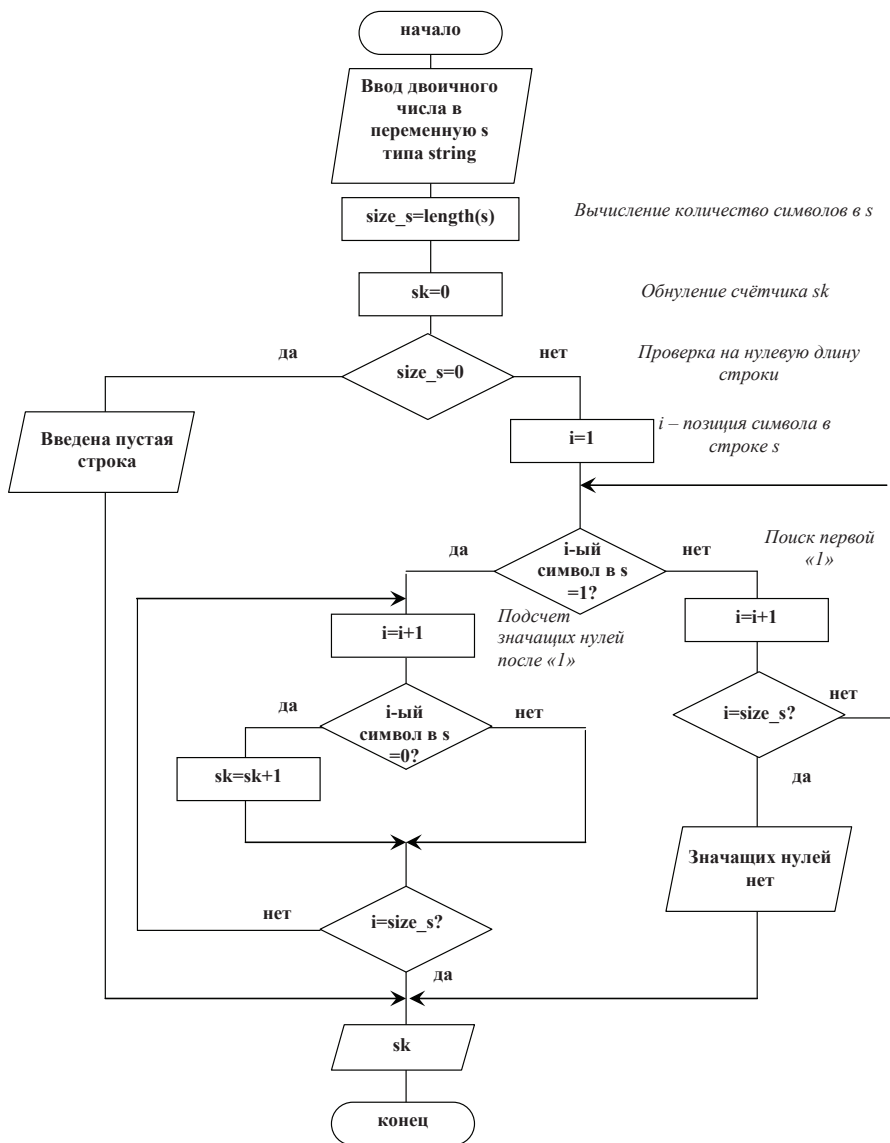 начало
Ввод двоичного
числа в
переменную s
типа string
size_s=length(s)
Вычисление количество символов в s
sk=0
Обнуление счётчика sk
да
нет
size_s=0
Проверка на нулевую длину
строки
Введена пустая
строка
i=1
i – позиция символа в
строке s
да
i-ый
символ в s
=1?
нет
Поиск первой
«1»
i=i+1
Подсчет
значащих нулей
после «1»
i=i+1
да
i-ый
символ в s
=0?
нет
i=size_s?
нет
sk=sk+1
да
Значащих нулей
нет
нет
i=size_s?
да
sk
конец